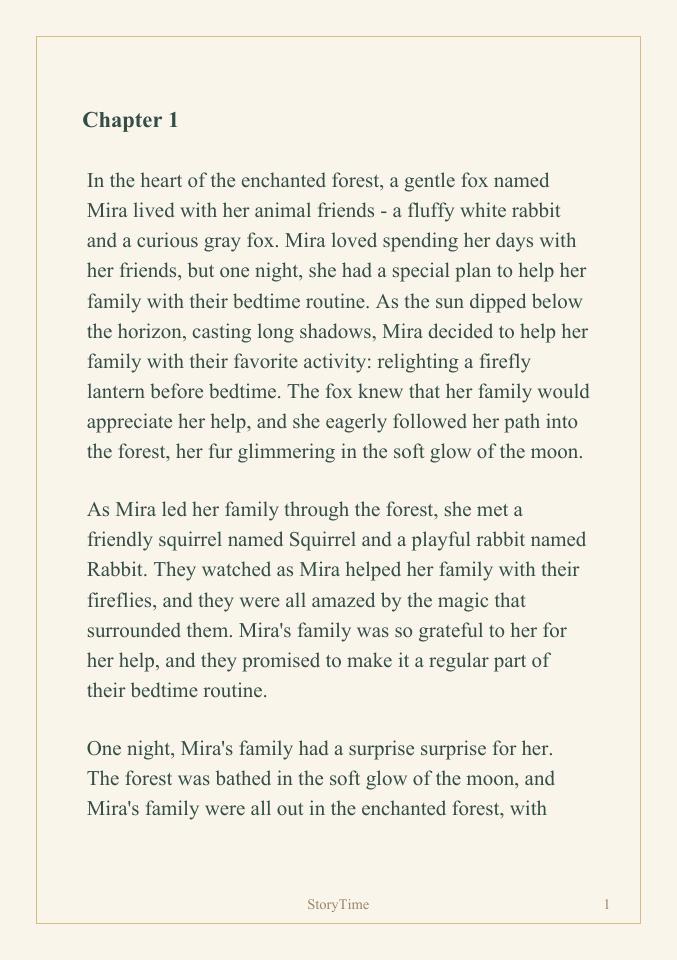 Chapter 1
In the heart of the enchanted forest, a gentle fox named
Mira lived with her animal friends - a fluffy white rabbit
and a curious gray fox. Mira loved spending her days with
her friends, but one night, she had a special plan to help her
family with their bedtime routine. As the sun dipped below
the horizon, casting long shadows, Mira decided to help her
family with their favorite activity: relighting a firefly
lantern before bedtime. The fox knew that her family would
appreciate her help, and she eagerly followed her path into
the forest, her fur glimmering in the soft glow of the moon.
As Mira led her family through the forest, she met a
friendly squirrel named Squirrel and a playful rabbit named
Rabbit. They watched as Mira helped her family with their
fireflies, and they were all amazed by the magic that
surrounded them. Mira's family was so grateful to her for
her help, and they promised to make it a regular part of
their bedtime routine.
One night, Mira's family had a surprise surprise for her.
The forest was bathed in the soft glow of the moon, and
Mira's family were all out in the enchanted forest, with
StoryTime
1